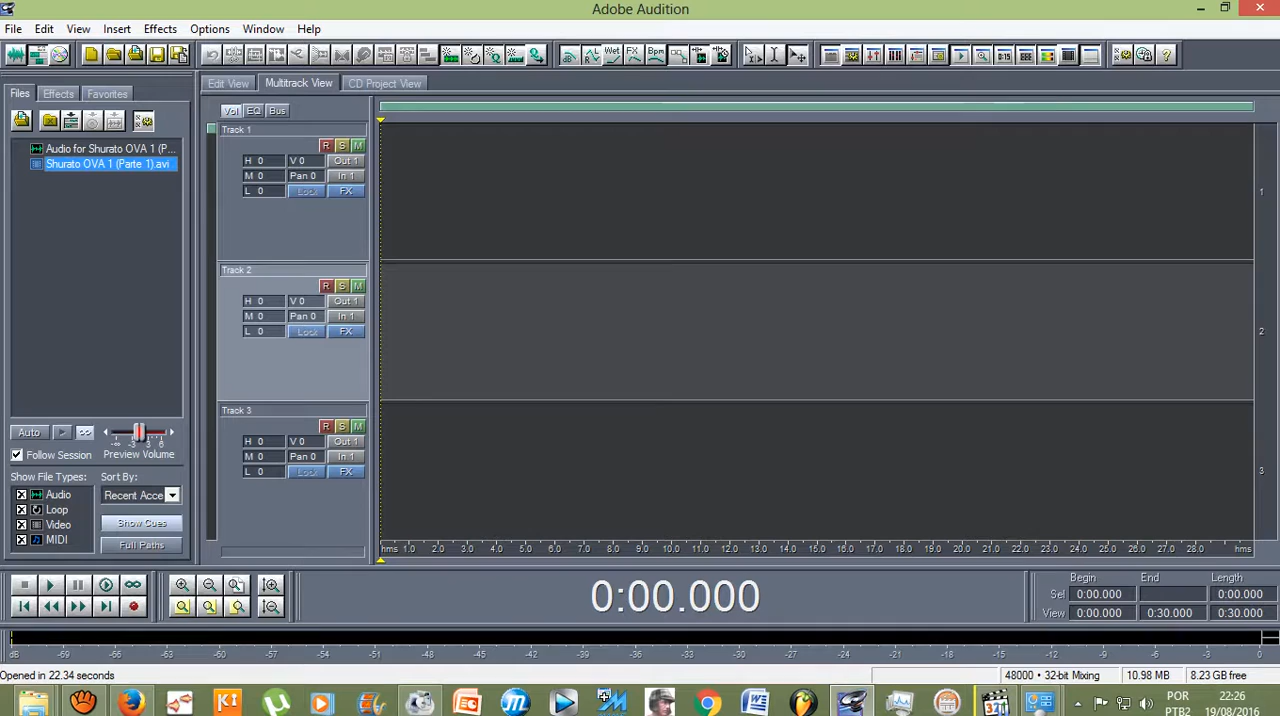 Adobe Audition
File Edit View Insert Effects Options Window Help
Wet FX Bpm
Files Effects Favorites
Edit View Multitrack View CD Project View
Vol EQ Bus
Audio for Shurato OVA 1 (P...
Shurato OVA 1 (Parte 1).avi
Track 1
R S M
H 0 V 0 Out 1
M 0 Pan 0 In 1
L 0 Lock FX
1
Track 2
R S M
H 0 V 0 Out 1
M 0 Pan 0 In 1
L 0 Lock FX
2
Track 3
R S M
H 0 V 0 Out 1
M 0 Pan 0 In 1
L 0 Lock FX
3
Auto
-∞ -3 3 6
Follow Session Preview Volume
Show File Types: Sort By:
Audio Recent Acce
Loop
Video Show Cues
MIDI Full Paths
hms 1.0 2.0 3.0 4.0 5.0 6.0 7.0 8.0 9.0 10.0 11.0 12.0 13.0 14.0 15.0 16.0 17.0 18.0 19.0 20.0 21.0 22.0 23.0 24.0 25.0 26.0 27.0 28.0 hms
0:00.000
Begin End Length
Sel 0:00.000 0:00.000
View 0:00.000 0:30.000 0:30.000
dB -69 -66 -63 -60 -57 -54 -51 -48 -45 -42 -39 -36 -33 -30 -27 -24 -21 -18 -15 -12 -9 -6 -3 0
Opened in 22.34 seconds 48000 • 32-bit Mixing 10.98 MB 8.23 GB free
Ki
POR 22:26
PTB2 19/08/2016